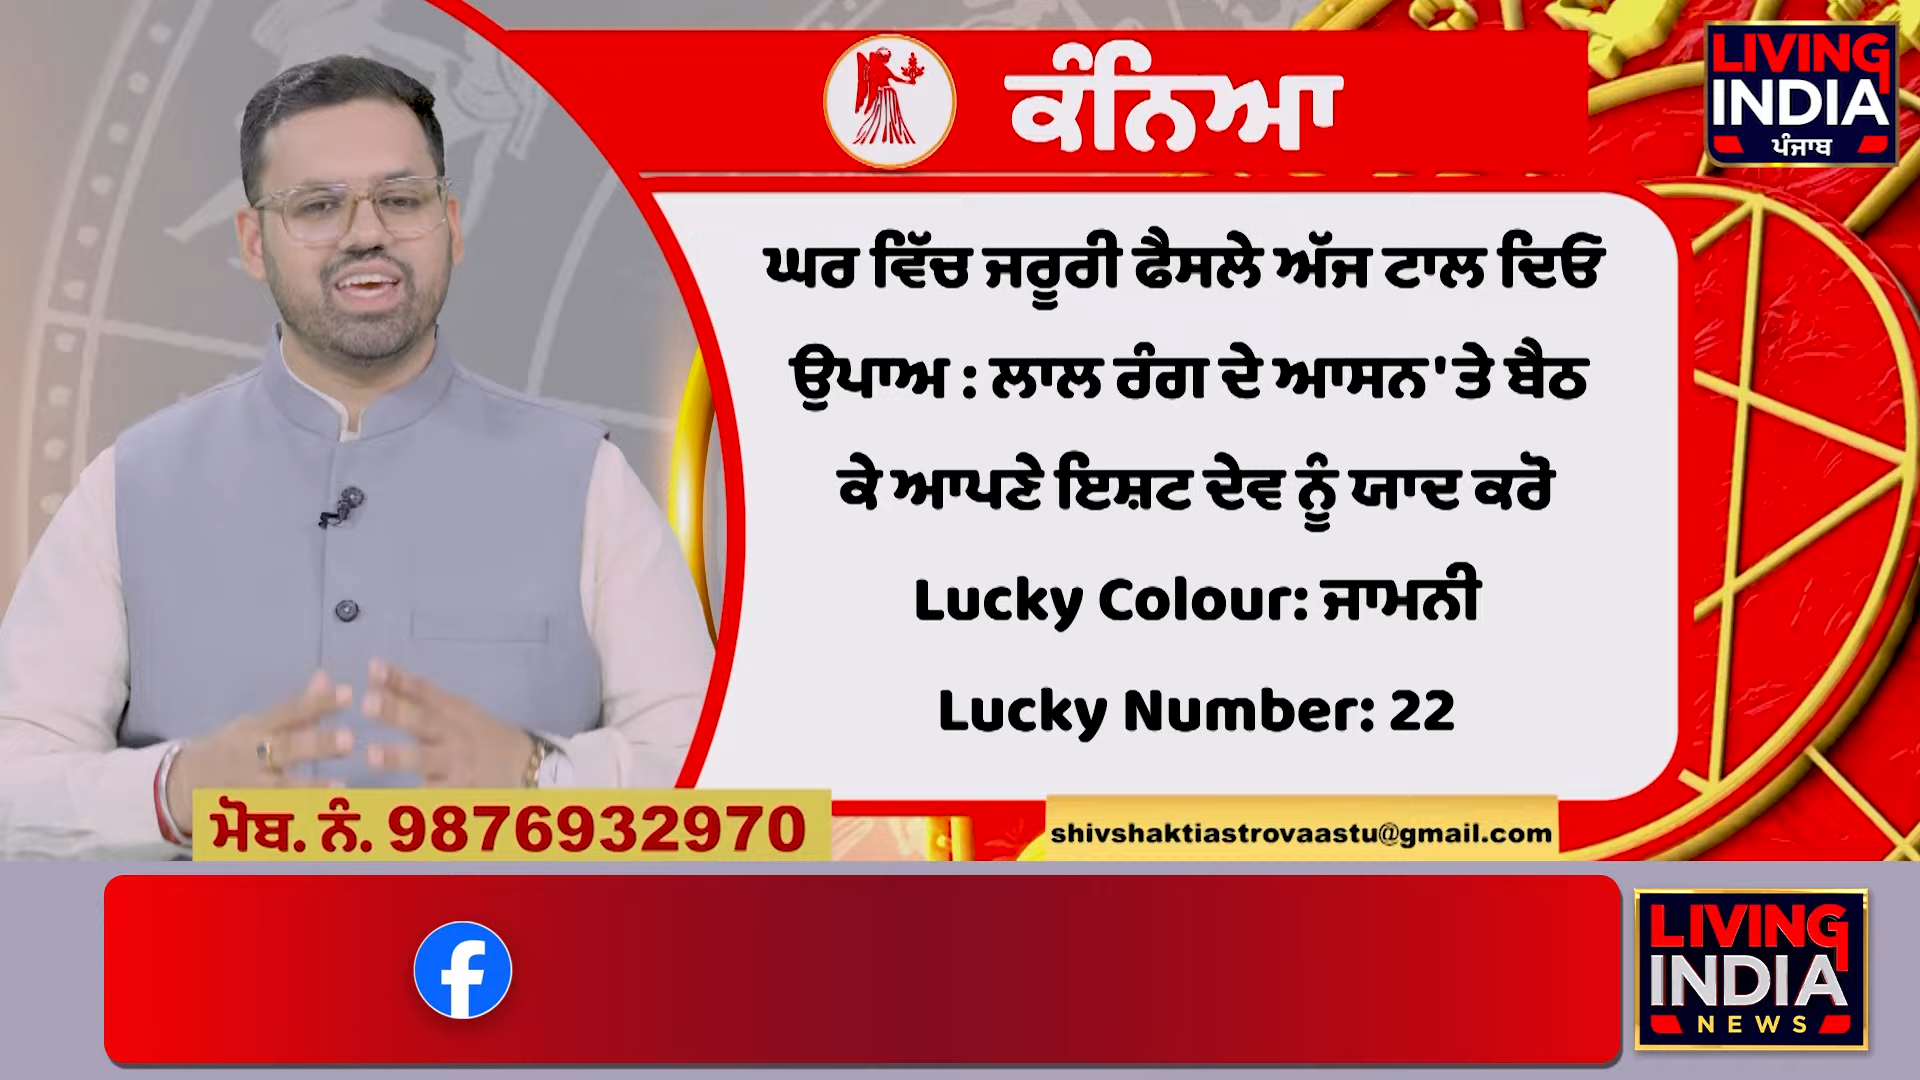 ਕੰਨਿਆ
LIVING
INDIA
ਪੰਜਾਬ
ਘਰ ਵਿੱਚ ਜਰੂਰੀ ਫੈਸਲੇ ਅੱਜ ਟਾਲ ਦਿਓ
ਉਪਾਅ : ਲਾਲ ਰੰਗ ਦੇ ਆਸਨ'ਤੇ ਬੈਠ
ਕੇ ਆਪਣੇ ਇਸ਼ਟ ਦੇਵ ਨੂੰ ਯਾਦ ਕਰੋ
Lucky Colour: ਜਾਮਨੀ
Lucky Number: 22
ਮੋਬ. ਨੰ. 9876932970
shivshaktiastrovaastu@gmail.com
LIVING
INDIA
NEWS